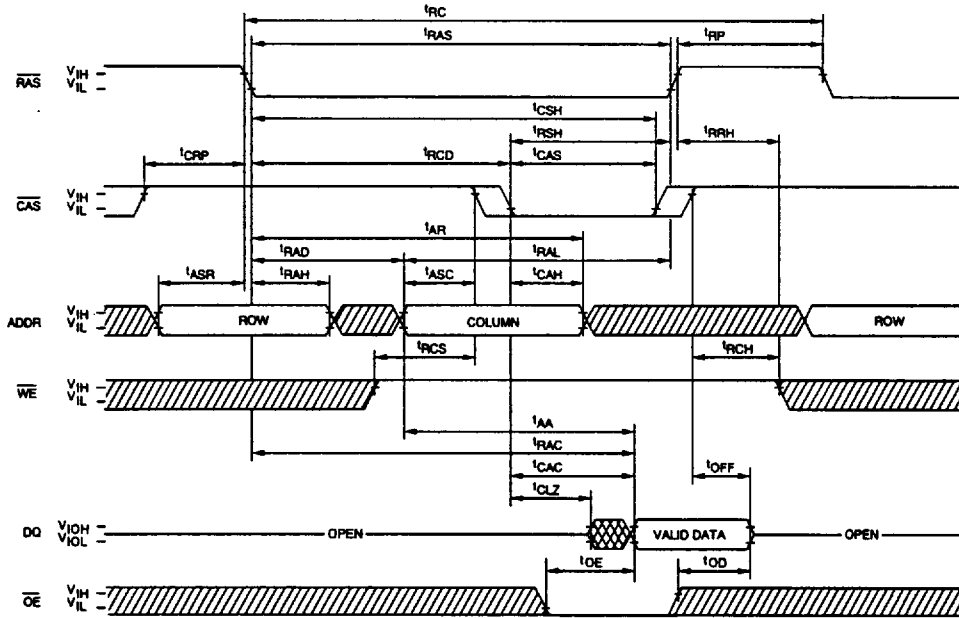 tRC
tRAS
tRP
RAS VIH VIL
tCSH
tRSH
tRRH
tCRP
tRCD
tCAS
CAS VIH VIL
tAR
tRAD
tRAL
tASR
tRAH
tASC
tCAH
ADDR VIH VIL
ROW
COLUMN
ROW
tRCS
tRCH
WE VIH VIL
tAA
tRAC
tCAC
tOFF
tCLZ
DQ VIOH VIOL
OPEN
VALID DATA
OPEN
tOE
tOD
OE VIH VIL